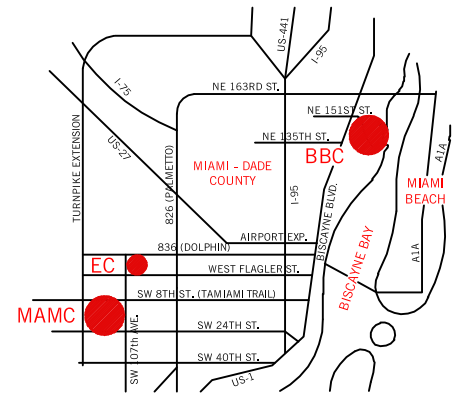 US-441
I-95
I-75
NE 163RD ST.
US-27
NE 151ST ST.
NE 135TH ST.
BBC
A1A
TURNPIKE EXTENSION
826 (PALMETTO)
MIAMI - DADE
COUNTY
I-95
BISCAYNE BLVD.
MIAMI
BEACH
AIRPORT EXP.
836 (DOLPHIN)
BISCAYNE BAY
A1A
EC
WEST FLAGLER ST.
SW 8TH ST. (TAMIAMI TRAIL)
MAMC
SW 107th AVE.
SW 24TH ST.
SW 40TH ST.
US-1